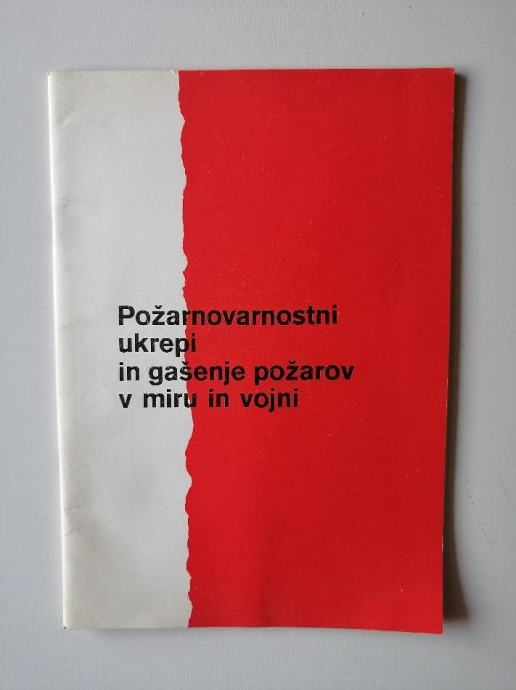 Požarnovarnostni
ukrepi
in gašenje požarov
v miru in vojni